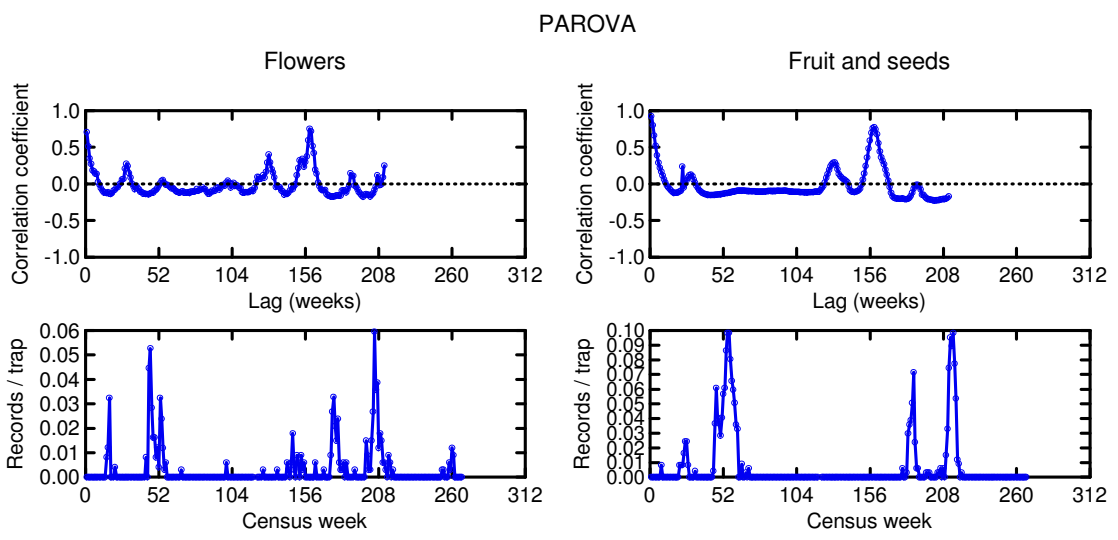 PAROVA
Flowers
Fruit and seeds
Correlation coefficient
1.0
0.5
0.0
-0.5
-1.0
0 52 104 156 208 260 312
Lag (weeks)
Correlation coefficient
1.0
0.5
0.0
-0.5
-1.0
0 52 104 156 208 260 312
Lag (weeks)
Records / trap
0.06
0.05
0.04
0.03
0.02
0.01
0.00
0 52 104 156 208 260 312
Census week
Records / trap
0.10
0.09
0.08
0.07
0.06
0.05
0.04
0.03
0.02
0.01
0.00
0 52 104 156 208 260 312
Census week